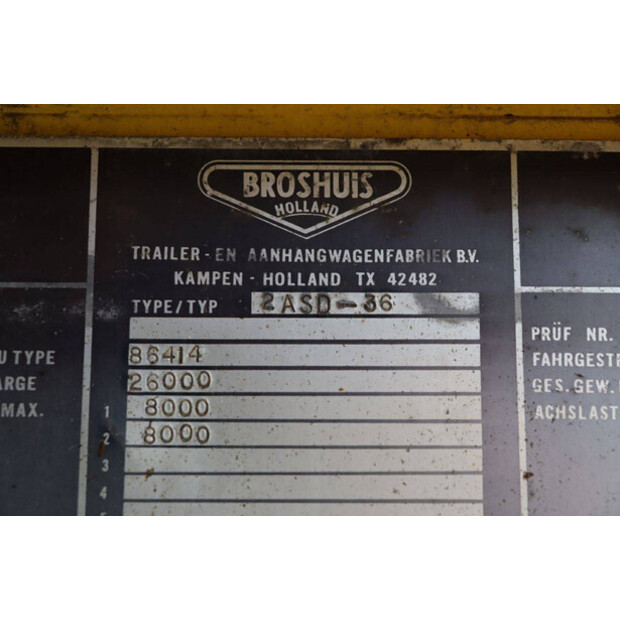 BROSHUIS
HOLLAND
TRAILER - EN AANHANGWAGENFABRIEK B.V.
KAMPEN - HOLLAND TX 42482
TYPE/TYP 2ASD-36
PRÜF NR.
U TYPE 86414 FAHRGESTE
ARGE 26000 GES. GEW.
MAX. 1 8000 ACHSLAST
2 8000
3
4